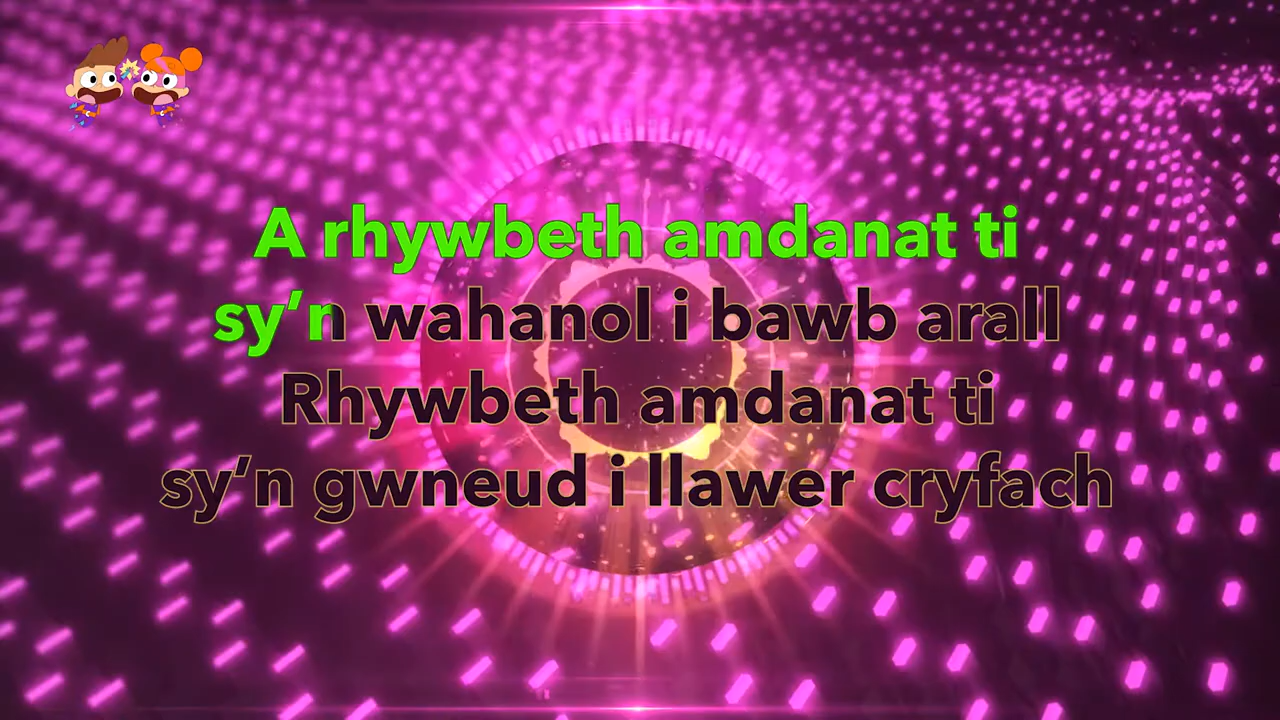 A rhywbeth amdanat ti
sy’n wahanol i bawb arall
Rhywbeth amdanat ti
sy’n gwneud i llawer cryfach